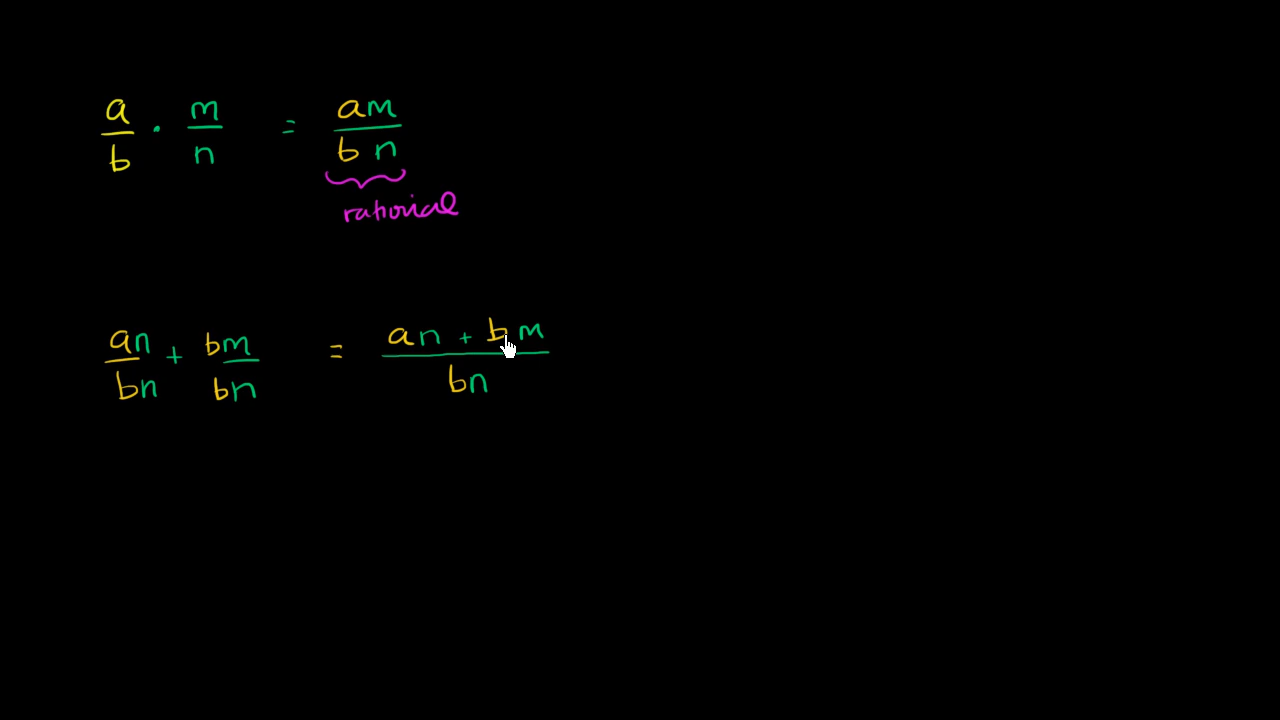 a/b · m/n = am/bn
rational
an/bn + bm/bn = an + bm/bn